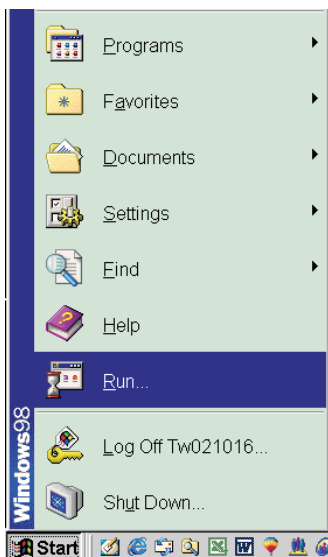 Programs
Favorites
Documents
Settings
Find
Help
Run...
Log Off Tw021016...
Shut Down...
Windows98
Start